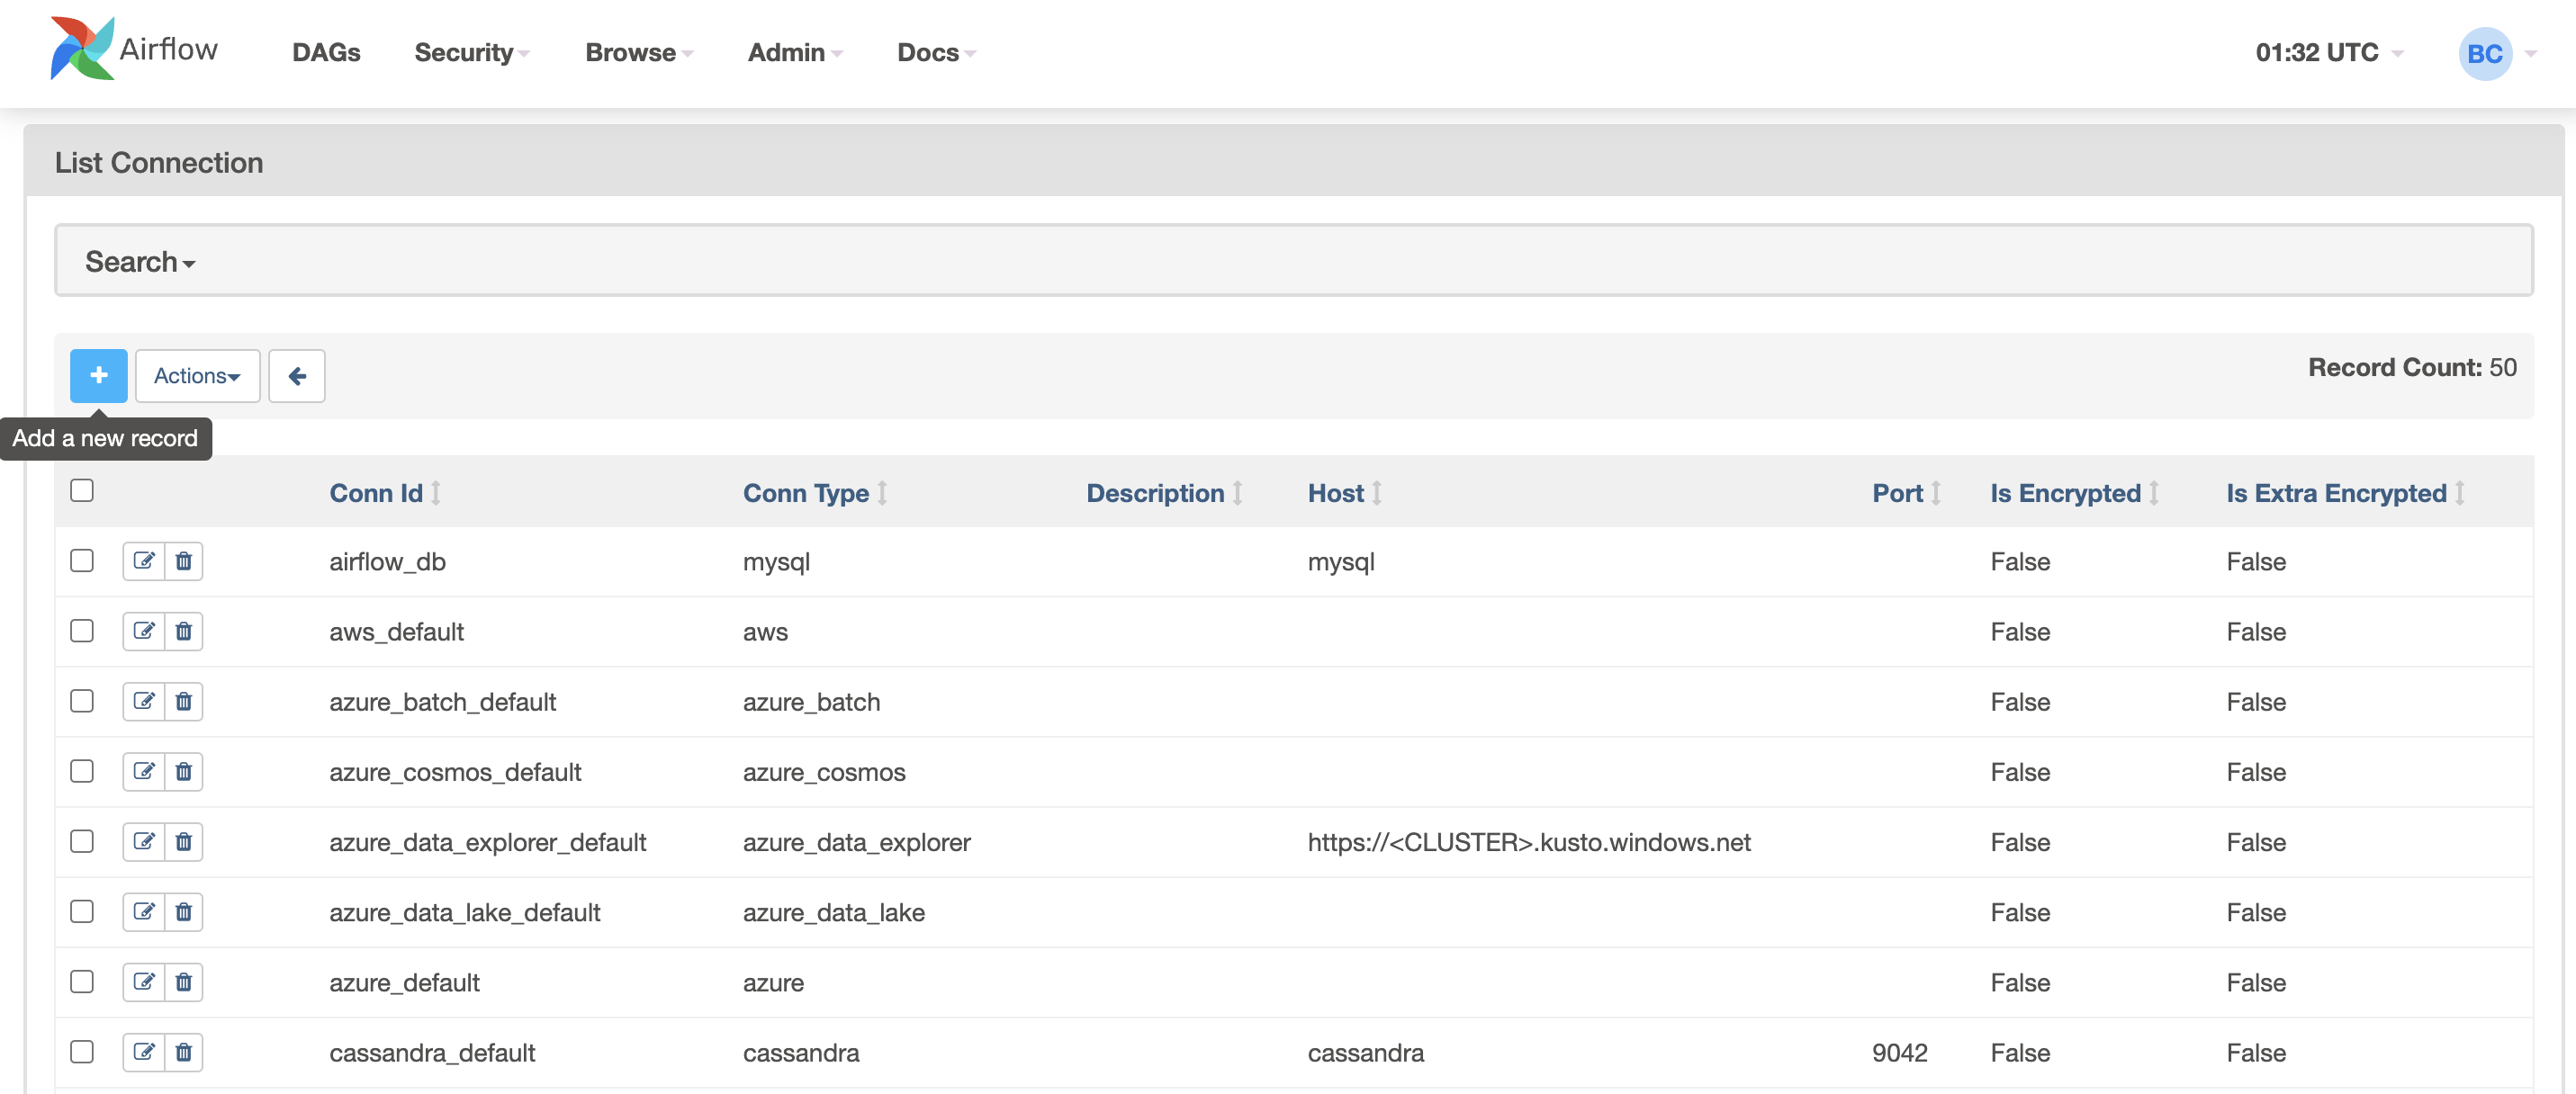 Airflow DAGs Security Browse Admin Docs 01:32 UTC BC
List Connection
Search
Actions Record Count: 50
Add a new record
Conn Id Conn Type Description Host Port Is Encrypted Is Extra Encrypted
airflow_db mysql mysql False False
aws_default aws False False
azure_batch_default azure_batch False False
azure_cosmos_default azure_cosmos False False
azure_data_explorer_default azure_data_explorer https://<CLUSTER>.kusto.windows.net False False
azure_data_lake_default azure_data_lake False False
azure_default azure False False
cassandra_default cassandra cassandra 9042 False False